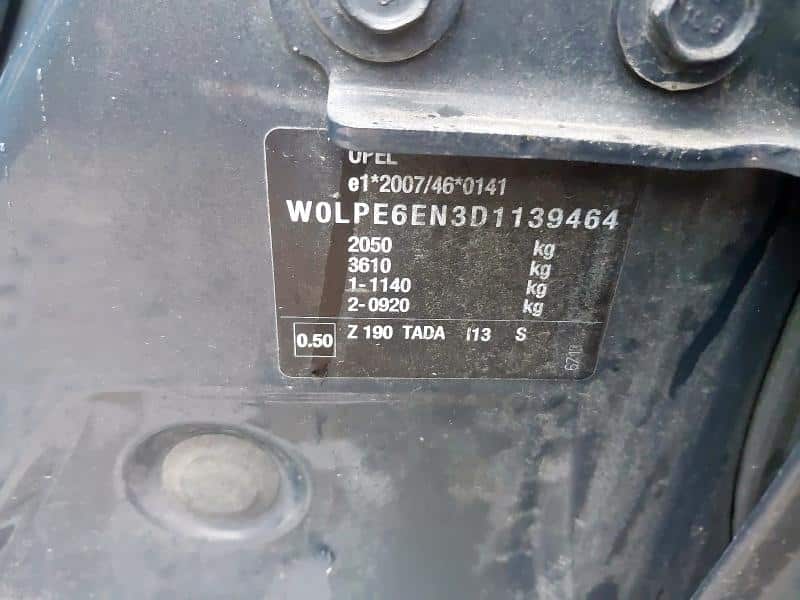 OPEL
e1*2007/46*0141
W0LPE6EN3D1139464
2050 kg
3610 kg
1-1140 kg
2-0920 kg
0.50 Z 190 TADA I13 S